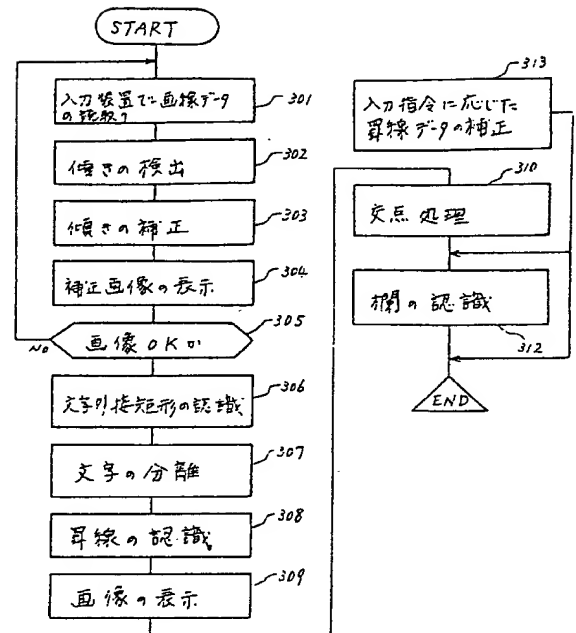 START
入力装置で画線データ
の読取り
301
傾きの検出
302
傾きの補正
303
補正画像の表示
304
画像OKか
305
NO
文字外接矩形の認識
306
文字の分離
307
罫線の認識
308
画像の表示
309
313
入力指令に応じた
罫線データの補正
310
交点処理
欄の認識
312
END